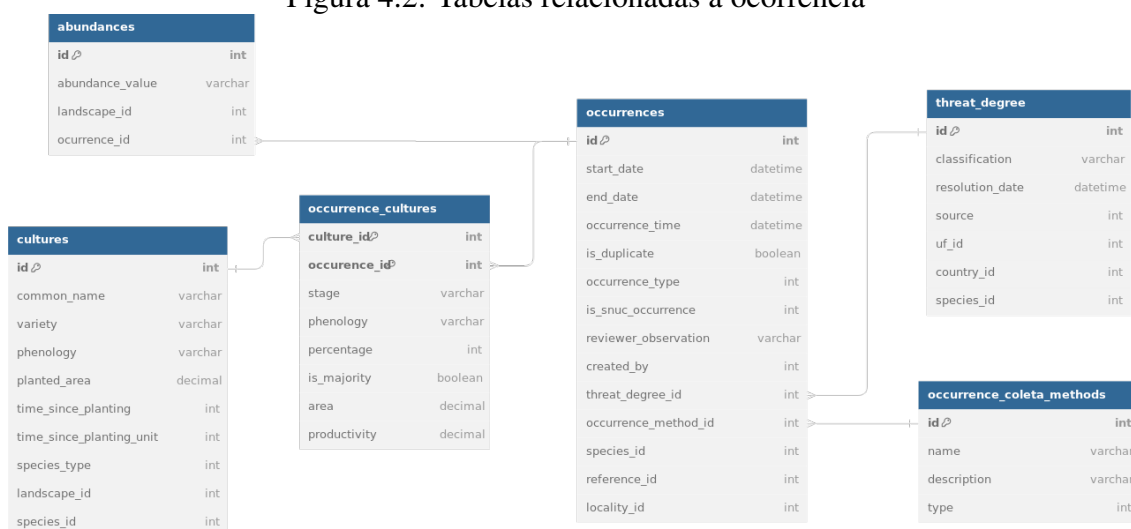 Figura 4.2: Tabelas relacionadas a ocorrência
abundances
id int
abundance_value varchar
landscape_id int
ocurrence_id int
cultures
id int
common_name varchar
variety varchar
phenology varchar
planted_area decimal
time_since_planting int
time_since_planting_unit int
species_type int
landscape_id int
species_id int
occurrence_cultures
culture_id int
occurence_id int
stage varchar
phenology varchar
percentage int
is_majority boolean
area decimal
productivity decimal
occurrences
id int
start_date datetime
end_date datetime
occurrence_time datetime
is_duplicate boolean
occurrence_type int
is_snuc_occurrence int
reviewer_observation varchar
created_by int
threat_degree_id int
occurrence_method_id int
species_id int
reference_id int
locality_id int
threat_degree
id int
classification varchar
resolution_date datetime
source int
uf_id int
country_id int
species_id int
occurrence_coleta_methods
id int
name varchar
description varchar
type int